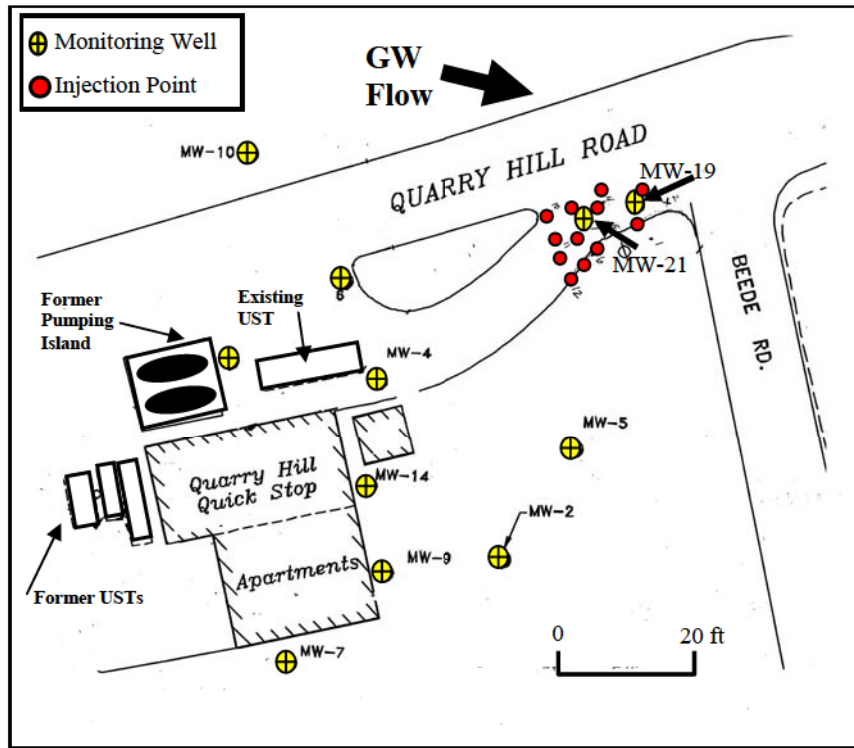 Monitoring Well
Injection Point
GW
Flow
QUARRY HILL ROAD
MW-10
MW-19
MW-21
6
Former
Pumping
Island
Existing
UST
MW-4
BEEDE RD.
MW-5
Quarry Hill
Quick Stop
MW-14
MW-2
Apartments
MW-9
Former USTs
MW-7
0 20 ft
12
11